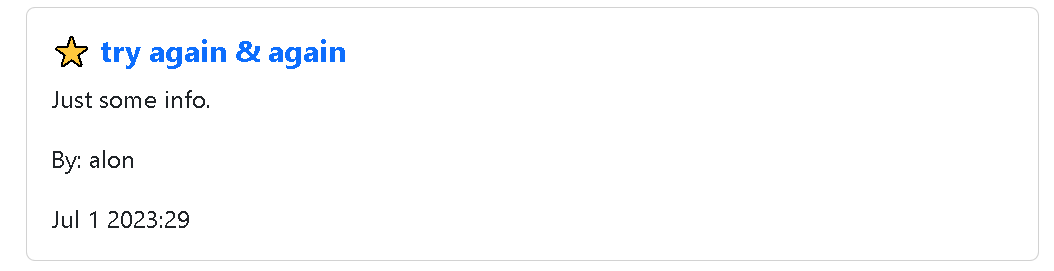 try again & again
Just some info.
By: alon
Jul 1 2023:29